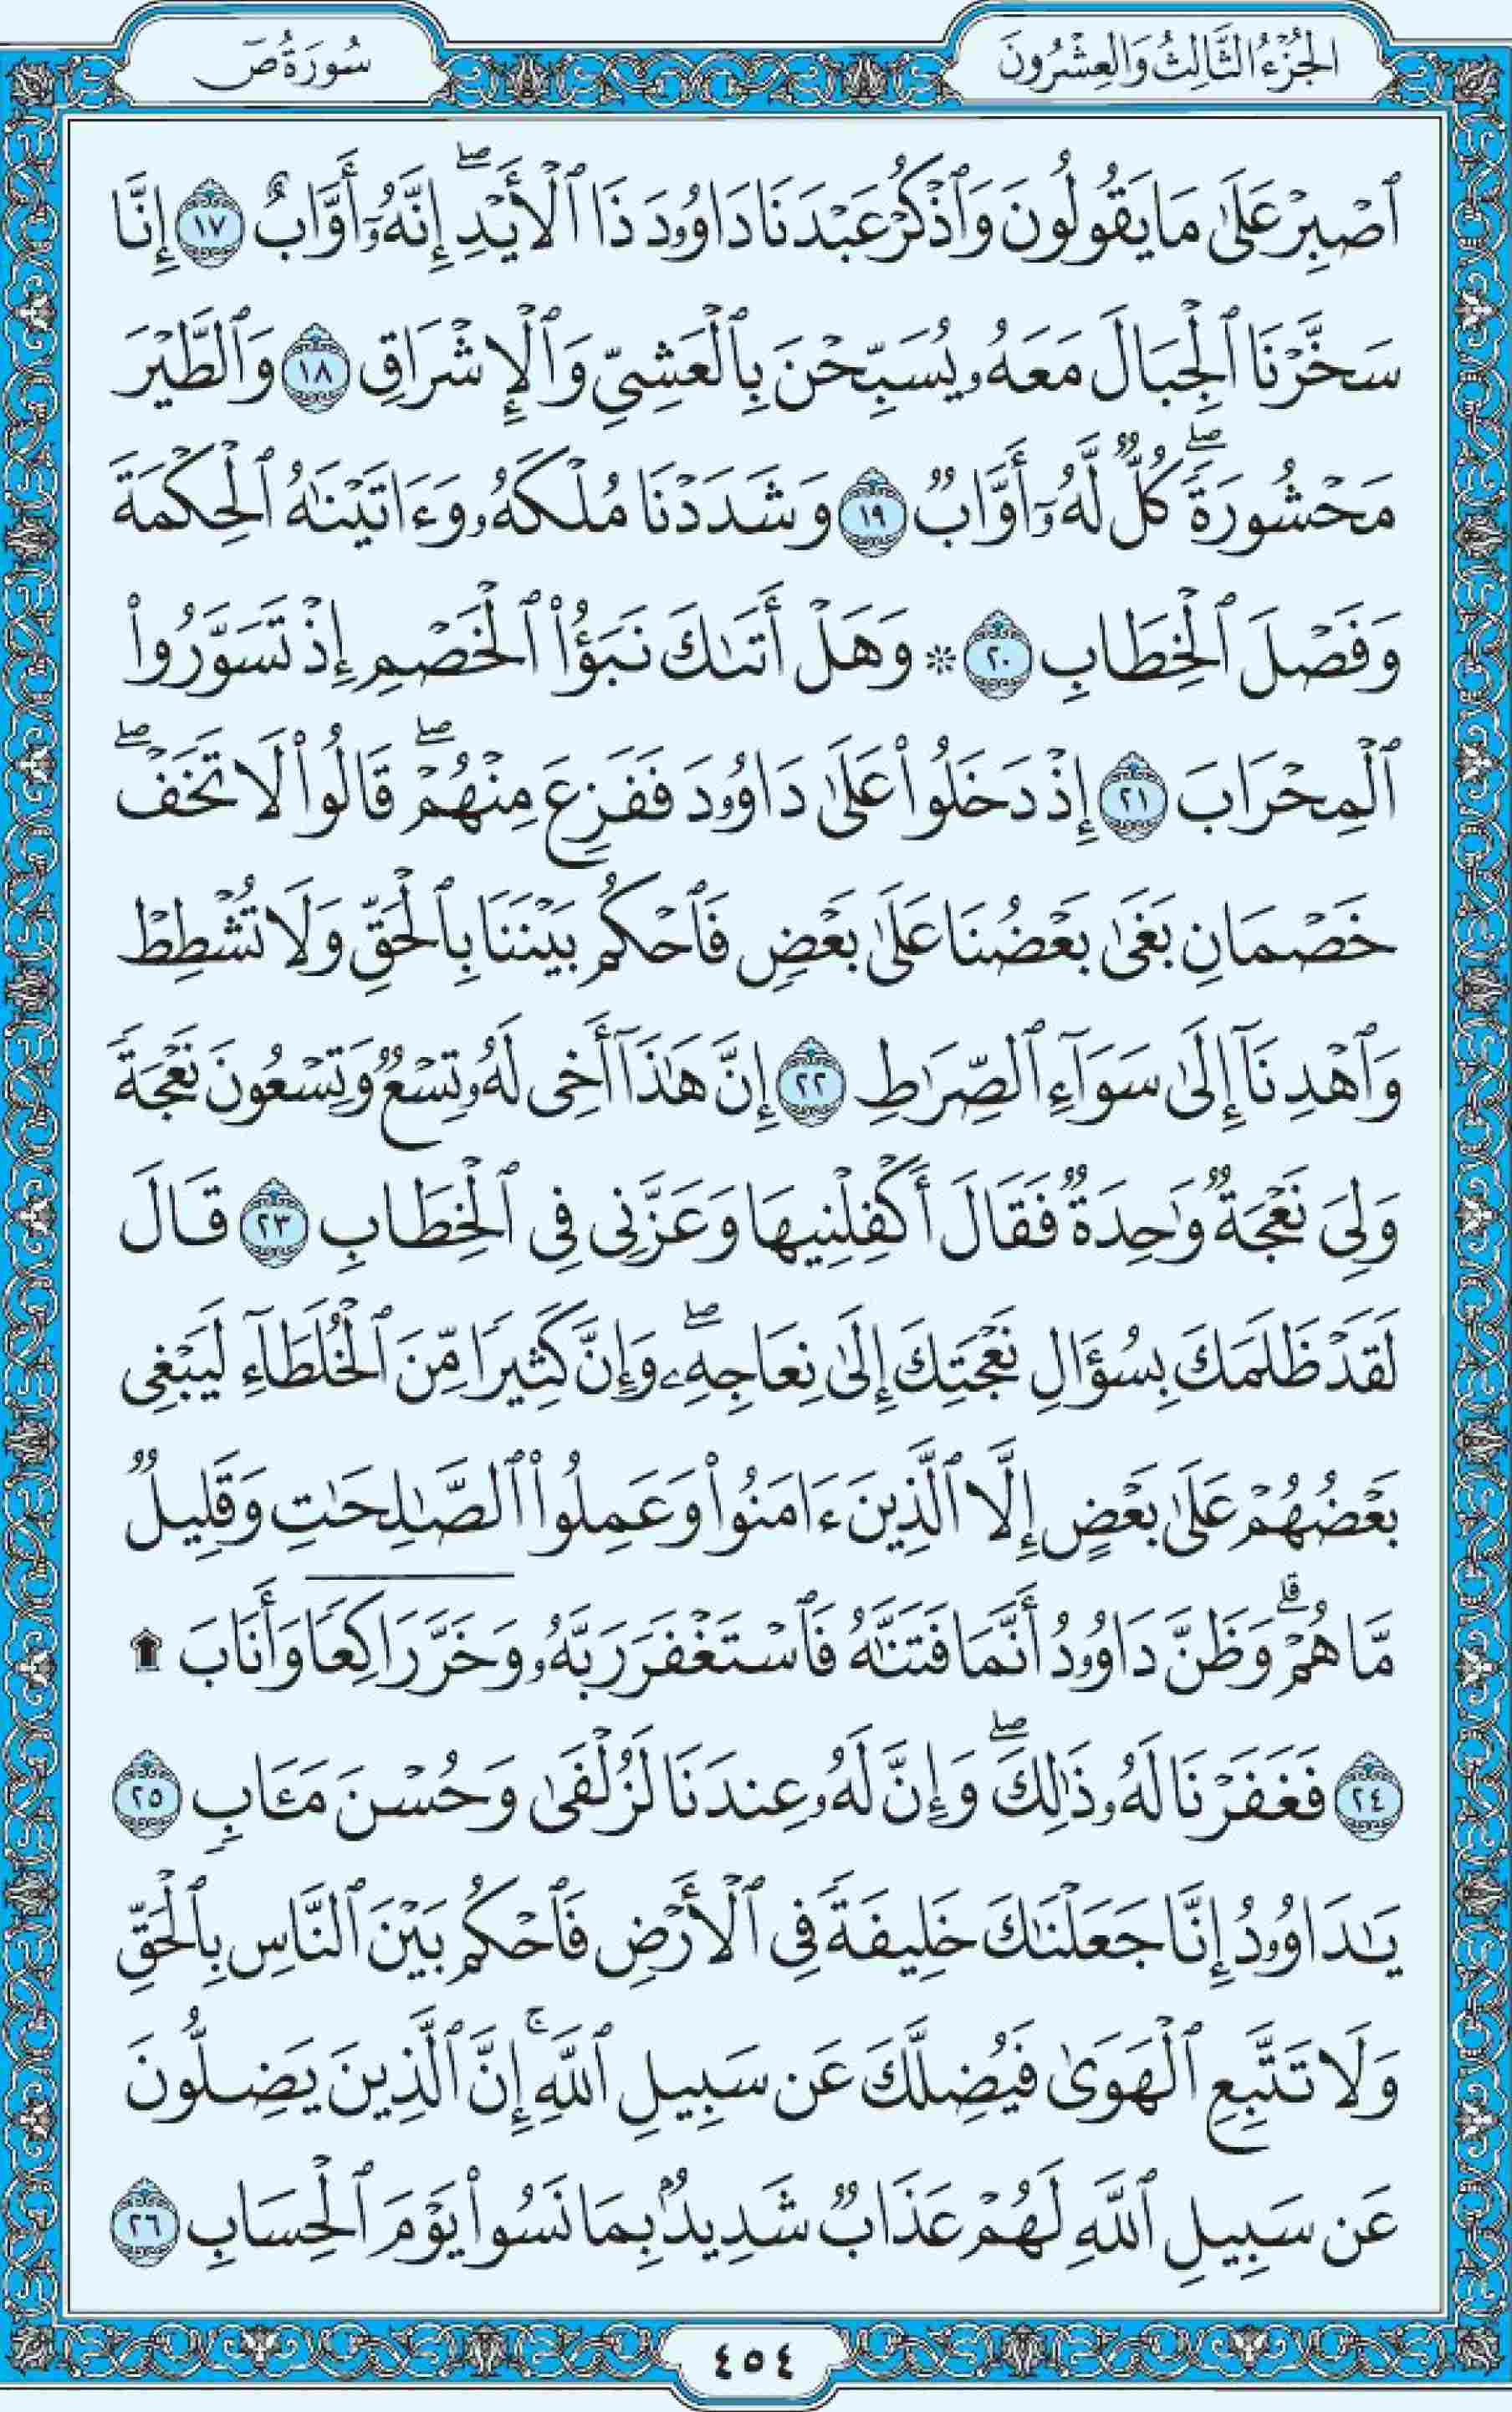 الجُزْءُ الثَّالِثُ وَالعِشْرُونَ
سُورَةُ صٓ
ٱصۡبِرۡ عَلَىٰ مَا يَقُولُونَ وَٱذۡكُرۡ عَبۡدَنَا دَاوُۥدَ ذَا ٱلۡأَيۡدِۖ إِنَّهُۥٓ أَوَّابٌ ١٧ إِنَّا
سَخَّرۡنَا ٱلۡجِبَالَ مَعَهُۥ يُسَبِّحۡنَ بِٱلۡعَشِيِّ وَٱلۡإِشۡرَاقِ ١٨ وَٱلطَّيۡرَ
مَحۡشُورَةٗۖ كُلّٞ لَّهُۥٓ أَوَّابٞ ١٩ وَشَدَدۡنَا مُلۡكَهُۥ وَءَاتَيۡنَٰهُ ٱلۡحِكۡمَةَ
وَفَصۡلَ ٱلۡخِطَابِ ٢٠ ۞ وَهَلۡ أَتَىٰكَ نَبَؤُاْ ٱلۡخَصۡمِ إِذۡ تَسَوَّرُواْ
ٱلۡمِحۡرَابَ ٢١ إِذۡ دَخَلُواْ عَلَىٰ دَاوُۥدَ فَفَزِعَ مِنۡهُمۡۖ قَالُواْ لَا تَخَفۡۖ
خَصۡمَانِ بَغَىٰ بَعۡضُنَا عَلَىٰ بَعۡضٖ فَٱحۡكُم بَيۡنَنَا بِٱلۡحَقِّ وَلَا تُشۡطِطۡ
وَٱهۡدِنَآ إِلَىٰ سَوَآءِ ٱلصِّرَٰطِ ٢٢ إِنَّ هَٰذَآ أَخِي لَهُۥ تِسۡعٞ وَتِسۡعُونَ نَعۡجَةٗ
وَلِيَ نَعۡجَةٞ وَٰحِدَةٞ فَقَالَ أَكۡفِلۡنِيهَا وَعَزَّنِي فِي ٱلۡخِطَابِ ٢٣ قَالَ
لَقَدۡ ظَلَمَكَ بِسُؤَالِ نَعۡجَتِكَ إِلَىٰ نِعَاجِهِۦۖ وَإِنَّ كَثِيرٗا مِّنَ ٱلۡخُلَطَآءِ لَيَبۡغِي
بَعۡضُهُمۡ عَلَىٰ بَعۡضٍ إِلَّا ٱلَّذِينَ ءَامَنُواْ وَعَمِلُواْ ٱلصَّٰلِحَٰتِ وَقَلِيلٞ
مَّا هُمۡۗ وَظَنَّ دَاوُۥدُ أَنَّمَا فَتَنَّٰهُ فَٱسۡتَغۡفَرَ رَبَّهُۥ وَخَرَّۤ رَاكِعٗاۤ وَأَنَابَ ۩
٢٤ فَغَفَرۡنَا لَهُۥ ذَٰلِكَۖ وَإِنَّ لَهُۥ عِندَنَا لَزُلۡفَىٰ وَحُسۡنَ مَـَٔابٖ ٢٥
يَٰدَاوُۥدُ إِنَّا جَعَلۡنَٰكَ خَلِيفَةٗ فِي ٱلۡأَرۡضِ فَٱحۡكُم بَيۡنَ ٱلنَّاسِ بِٱلۡحَقِّ
وَلَا تَتَّبِعِ ٱلۡهَوَىٰ فَيُضِلَّكَ عَن سَبِيلِ ٱللَّهِۚ إِنَّ ٱلَّذِينَ يَضِلُّونَ
عَن سَبِيلِ ٱللَّهِ لَهُمۡ عَذَابٞ شَدِيدُۢ بِمَا نَسُواْ يَوۡمَ ٱلۡحِسَابِ ٢٦
٤٥٤